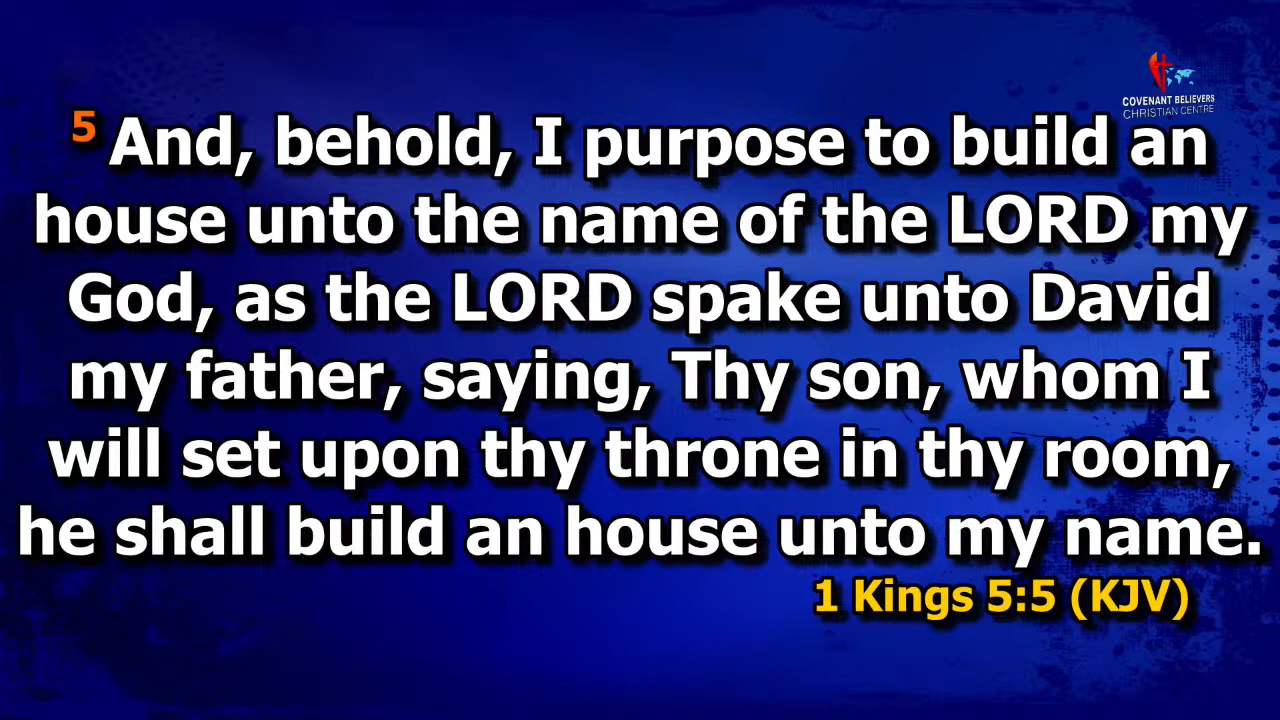 COVENANT BELIEVERS
CHRISTIAN CENTRE
5 And, behold, I purpose to build an
house unto the name of the LORD my
God, as the LORD spake unto David
my father, saying, Thy son, whom I
will set upon thy throne in thy room,
he shall build an house unto my name.
1 Kings 5:5 (KJV)